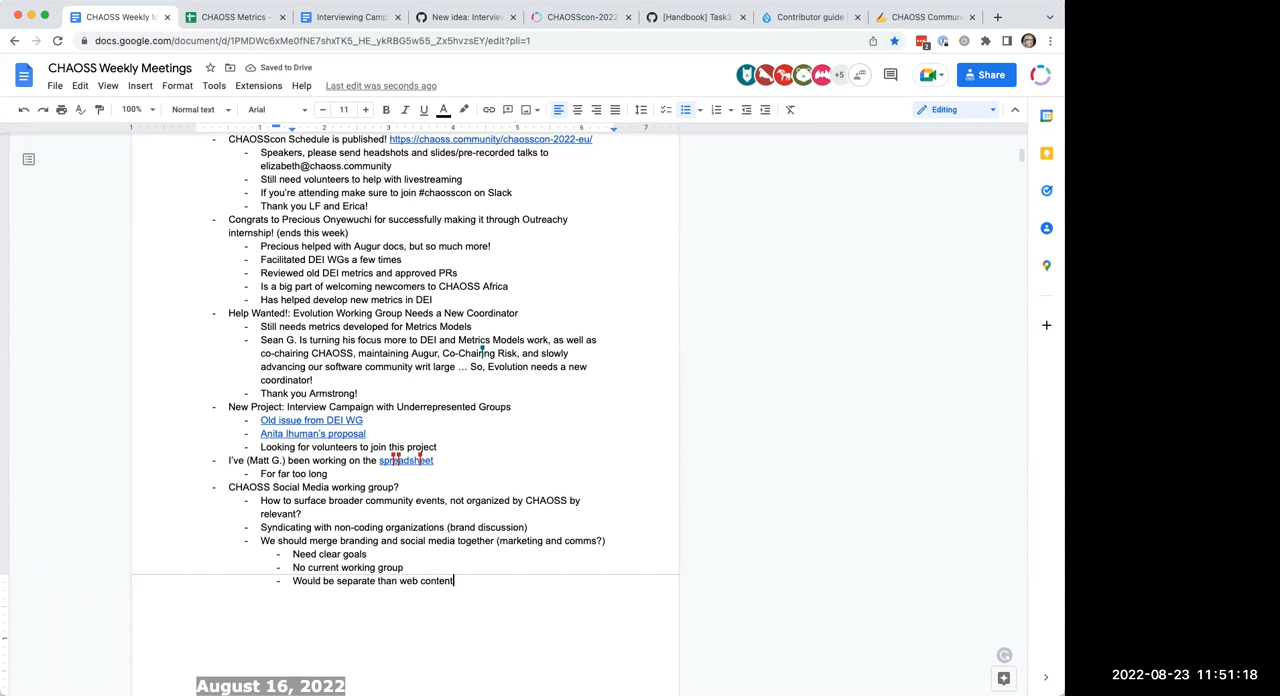 CHAOSS Weekly M
CHAOSS Metrics -
Interviewing Camp
New idea: Intervie
CHAOSScon-2022
[Handbook] Task3
Contributor guide
CHAOSS Commun
docs.google.com/document/d/1PMDWc6xMe0fNE7shxTK5_HE_ykRBG5w55_Zx5hvzsEY/edit?pli=1
2
CHAOSS Weekly Meetings
Saved to Drive
File Edit View Insert Format Tools Extensions Help Last edit was seconds ago
+5
Share
100% Normal text Arial 11 B I U A Editing
1 1 2 3 4 5 6 7
- CHAOSScon Schedule is published! https://chaoss.community/chaosscon-2022-eu/
- Speakers, please send headshots and slides/pre-recorded talks to
elizabeth@chaoss.community
- Still need volunteers to help with livestreaming
- If you're attending make sure to join #chaosscon on Slack
- Thank you LF and Erica!
- Congrats to Precious Onyewuchi for successfully making it through Outreachy
internship! (ends this week)
- Precious helped with Augur docs, but so much more!
- Facilitated DEI WGs a few times
- Reviewed old DEI metrics and approved PRs
- Is a big part of welcoming newcomers to CHAOSS Africa
- Has helped develop new metrics in DEI
- Help Wanted!: Evolution Working Group Needs a New Coordinator
- Still needs metrics developed for Metrics Models
- Sean G. Is turning his focus more to DEI and Metrics Models work, as well as
co-chairing CHAOSS, maintaining Augur, Co-Chairing Risk, and slowly
advancing our software community writ large … So, Evolution needs a new
coordinator!
- Thank you Armstrong!
- New Project: Interview Campaign with Underrepresented Groups
- Old issue from DEI WG
- Anita Ihuman's proposal
- Looking for volunteers to join this project
- I've (Matt G.) been working on the spreadsheet
- For far too long
- CHAOSS Social Media working group?
- How to surface broader community events, not organized by CHAOSS by
relevant?
- Syndicating with non-coding organizations (brand discussion)
- We should merge branding and social media together (marketing and comms?)
- Need clear goals
- No current working group
- Would be separate than web content
August 16, 2022
2022-08-23 11:51:18